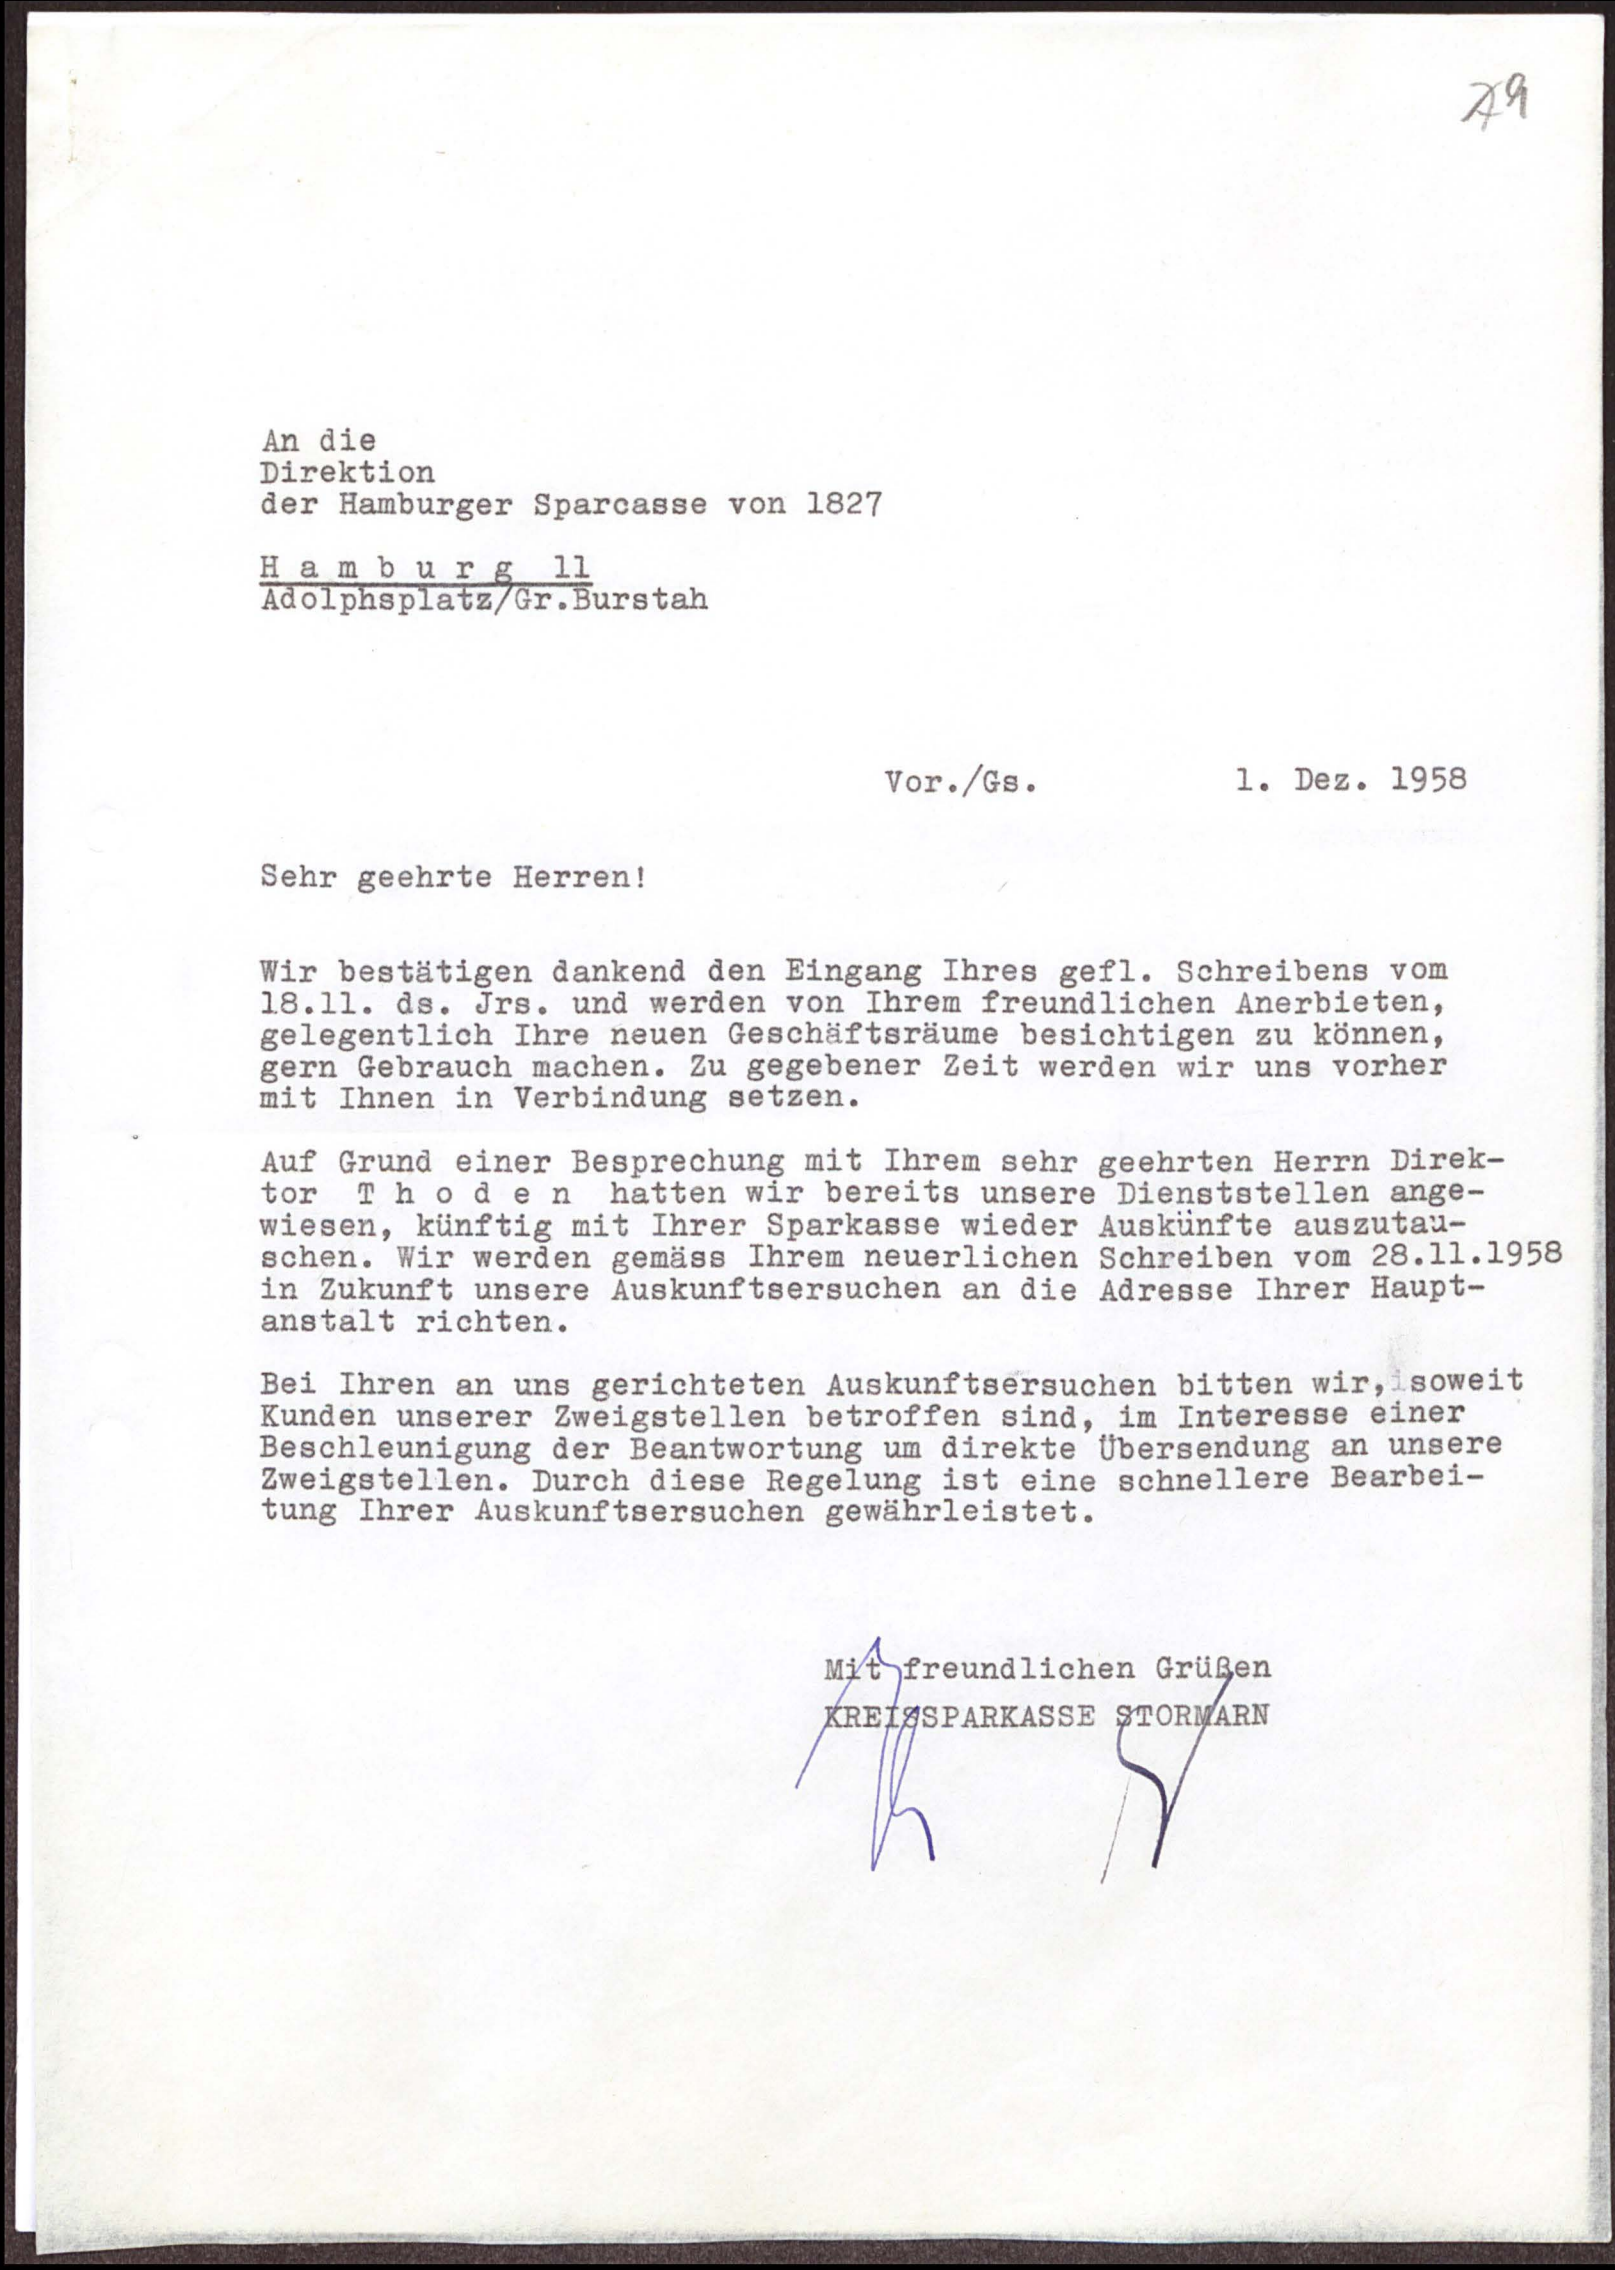 79
An die
Direktion
der Hamburger Sparcasse von 1827
H a m b u r g  11
Adolphsplatz/Gr.Burstah
Vor./Gs. 1. Dez. 1958
Sehr geehrte Herren!
Wir bestätigen dankend den Eingang Ihres gefl. Schreibens vom
18.11. ds. Jrs. und werden von Ihrem freundlichen Anerbieten,
gelegentlich Ihre neuen Geschäftsräume besichtigen zu können,
gern Gebrauch machen. Zu gegebener Zeit werden wir uns vorher
mit Ihnen in Verbindung setzen.
Auf Grund einer Besprechung mit Ihrem sehr geehrten Herrn Direk-
tor  T h o d e n  hatten wir bereits unsere Dienststellen ange-
wiesen, künftig mit Ihrer Sparkasse wieder Auskünfte auszutau-
schen. Wir werden gemäss Ihrem neuerlichen Schreiben vom 28.11.1958
in Zukunft unsere Auskunftsersuchen an die Adresse Ihrer Haupt-
anstalt richten.
Bei Ihren an uns gerichteten Auskunftsersuchen bitten wir, soweit
Kunden unserer Zweigstellen betroffen sind, im Interesse einer
Beschleunigung der Beantwortung um direkte Übersendung an unsere
Zweigstellen. Durch diese Regelung ist eine schnellere Bearbei-
tung Ihrer Auskunftsersuchen gewährleistet.
Mit freundlichen Grüßen
KREISSPARKASSE STORMARN